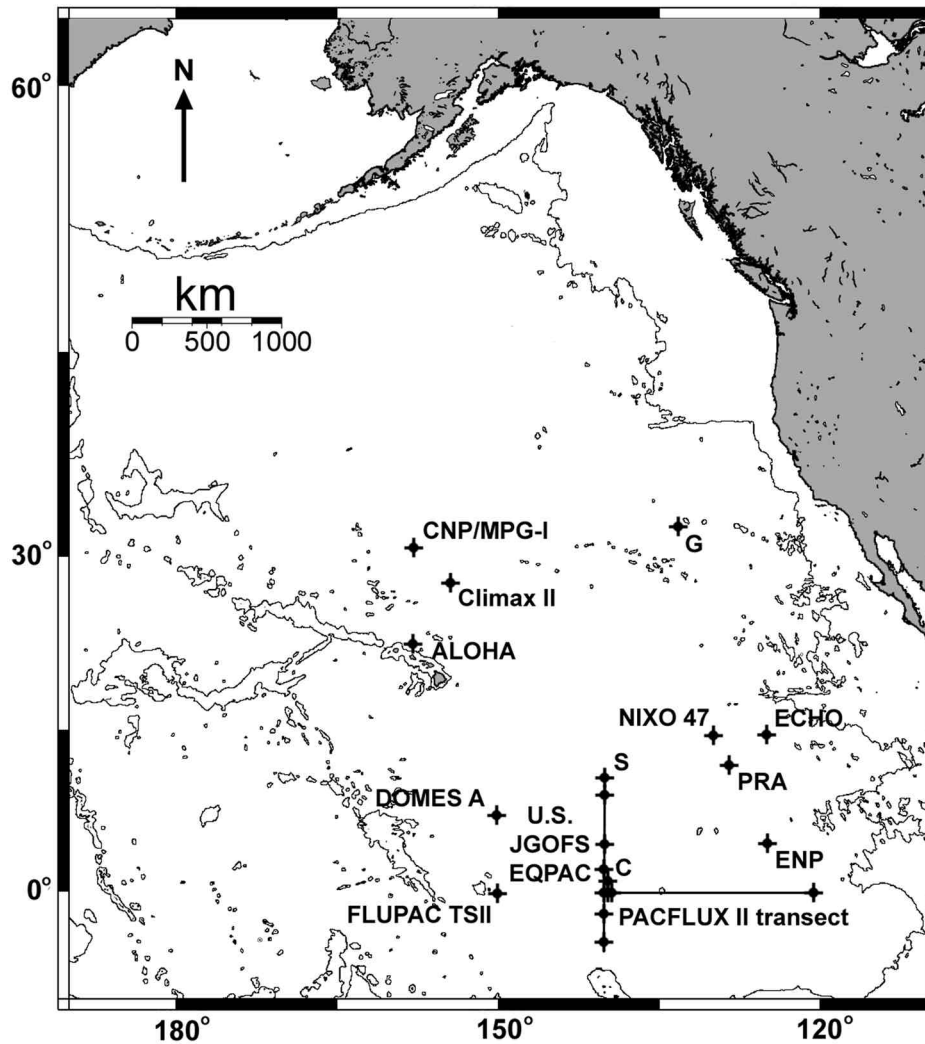 60°
N
km
0 500 1000
CNP/MPG-I
G
30°
Climax II
ALOHA
NIXO 47
ECHO
S
PRA
DOMES A
U.S.
JGOFS
EQPAC
C
ENP
0°
FLUPAC TSII
PACFLUX II transect
180°
150°
120°